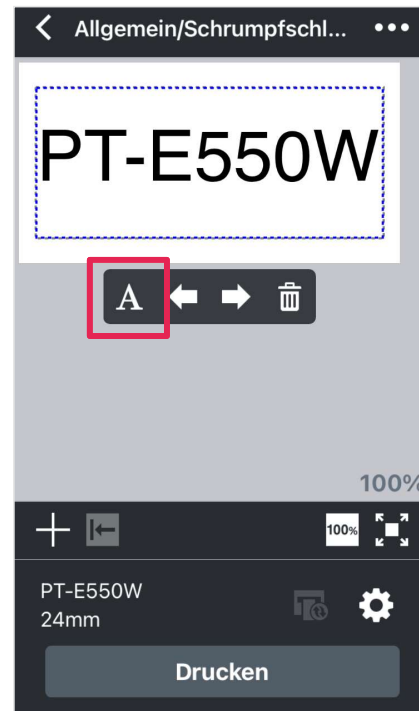 Allgemein/Schrumpfschl...
PT-E550W
A
100%
100%
PT-E550W
24mm
Drucken